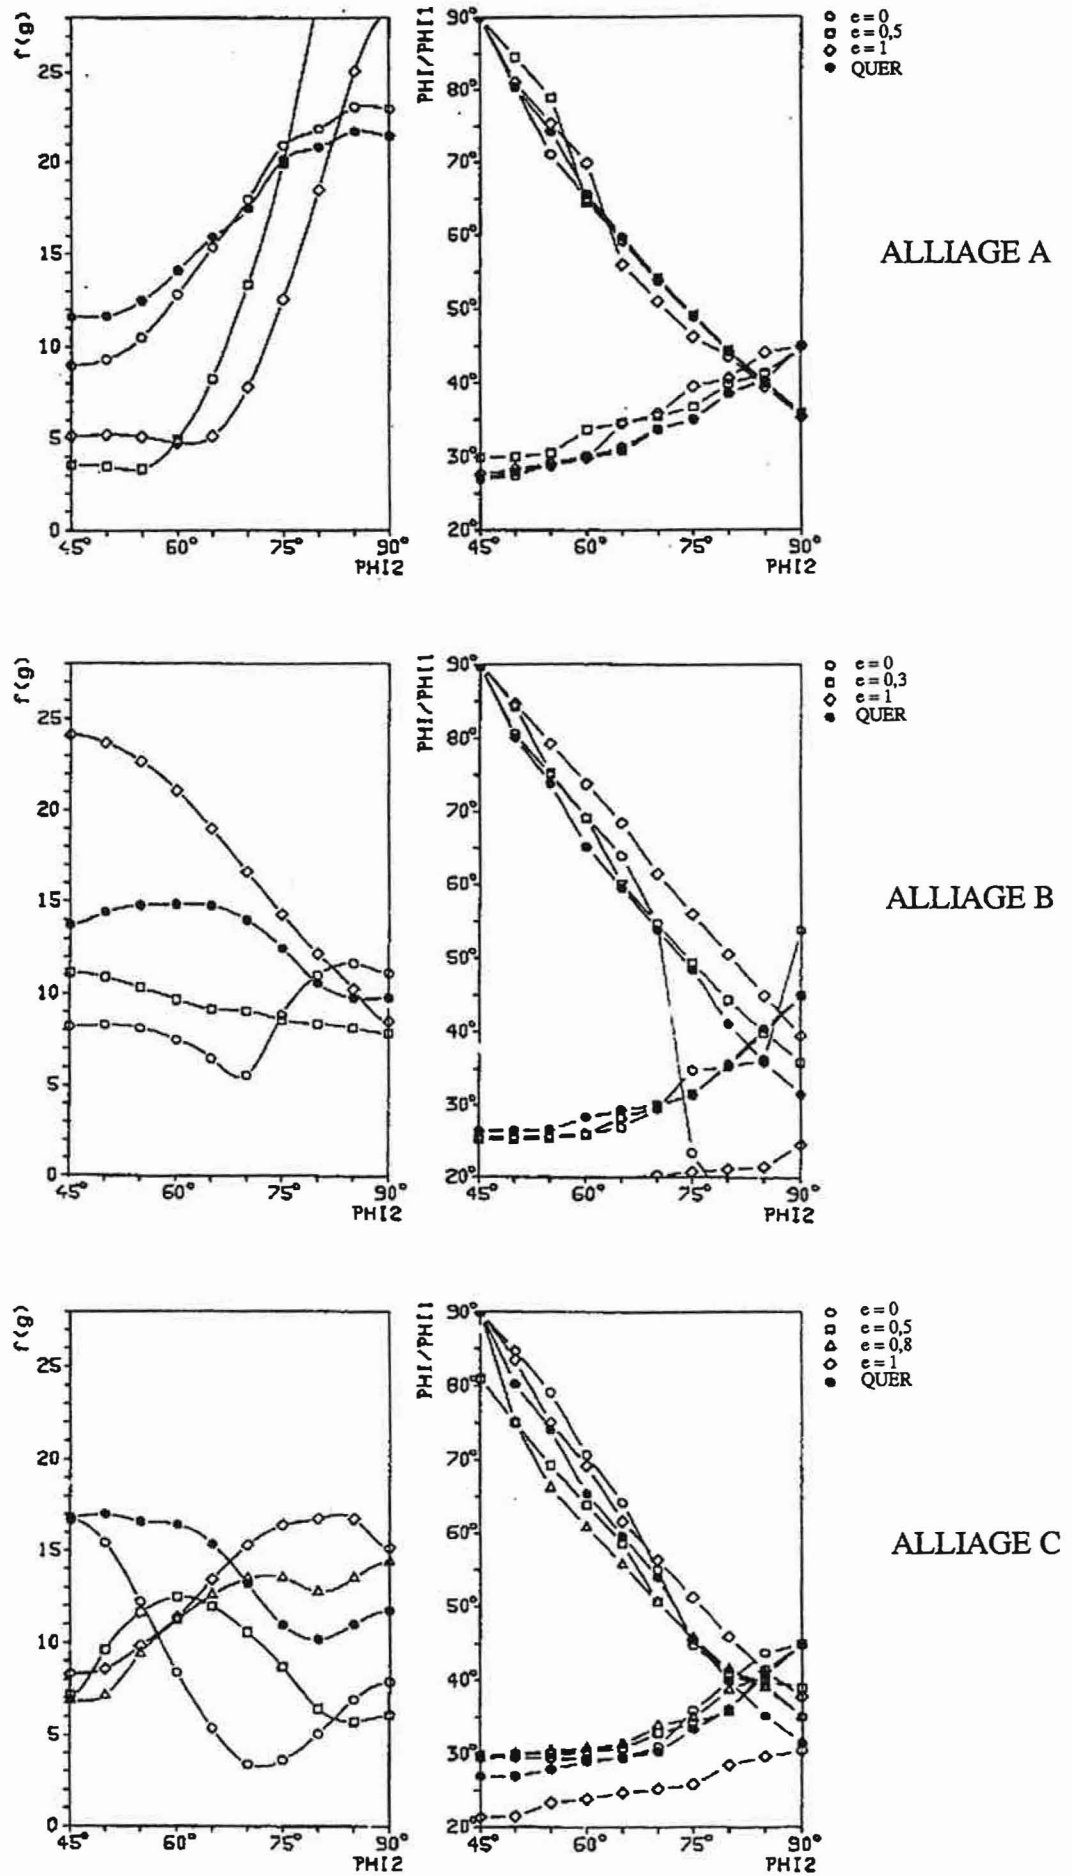 f(g)
25
20
15
10
5
0
45° 60° 75° 90°
PHI2
PHI/PHI1
90°
80°
70°
60°
50°
40°
30°
20°
45° 60° 75° 90°
PHI2
e = 0
e = 0,5
e = 1
QUER
ALLIAGE A
f(g)
25
20
15
10
5
0
45° 60° 75° 90°
PHI2
PHI/PHI1
90°
80°
70°
60°
50°
40°
30°
20°
45° 60° 75° 90°
PHI2
e = 0
e = 0,3
e = 1
QUER
ALLIAGE B
f(g)
25
20
15
10
5
0
45° 60° 75° 90°
PHI2
PHI/PHI1
90°
80°
70°
60°
50°
40°
30°
20°
45° 60° 75° 90°
PHI2
e = 0
e = 0,5
e = 0,8
e = 1
QUER
ALLIAGE C